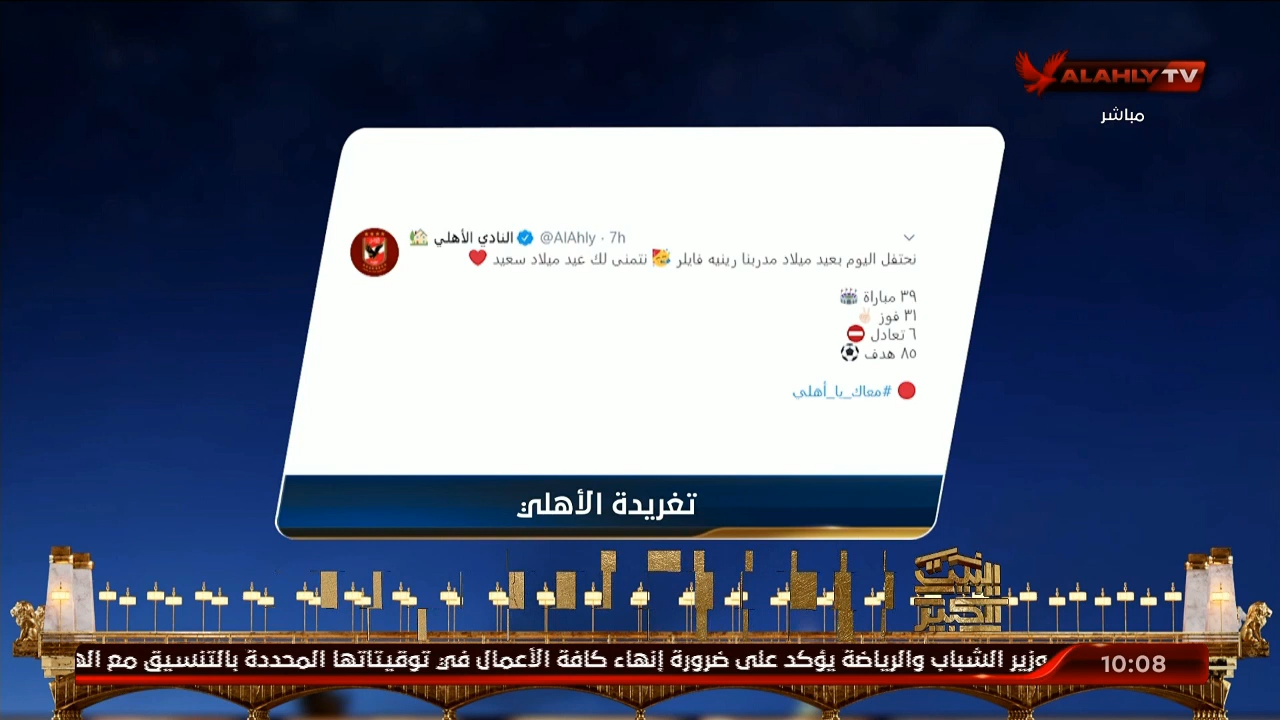 ALAHLY TV
مباشر
النادي الأهلي @AlAhly · 7h
نحتفل اليوم بعيد ميلاد مدربنا رينيه فايلر 🥳 نتمنى لك عيد ميلاد سعيد ❤️
٣٩ مباراة 🏟️
٣١ فوز ✌🏻
٦ تعادل ⛔
٨٥ هدف ⚽
🔴 #معاك_يا_أهلي
تغريدة الأهلي
البيت
الكبير
وزير الشباب والرياضة يؤكد على ضرورة إنهاء كافة الأعمال في توقيتاتها المحددة بالتنسيق مع
10:08